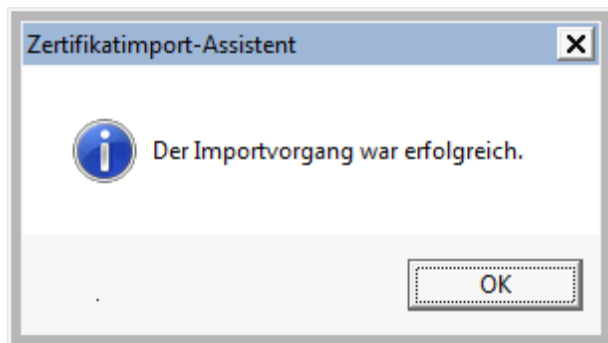 Zertifikatimport-Assistent
Der Importvorgang war erfolgreich.
OK